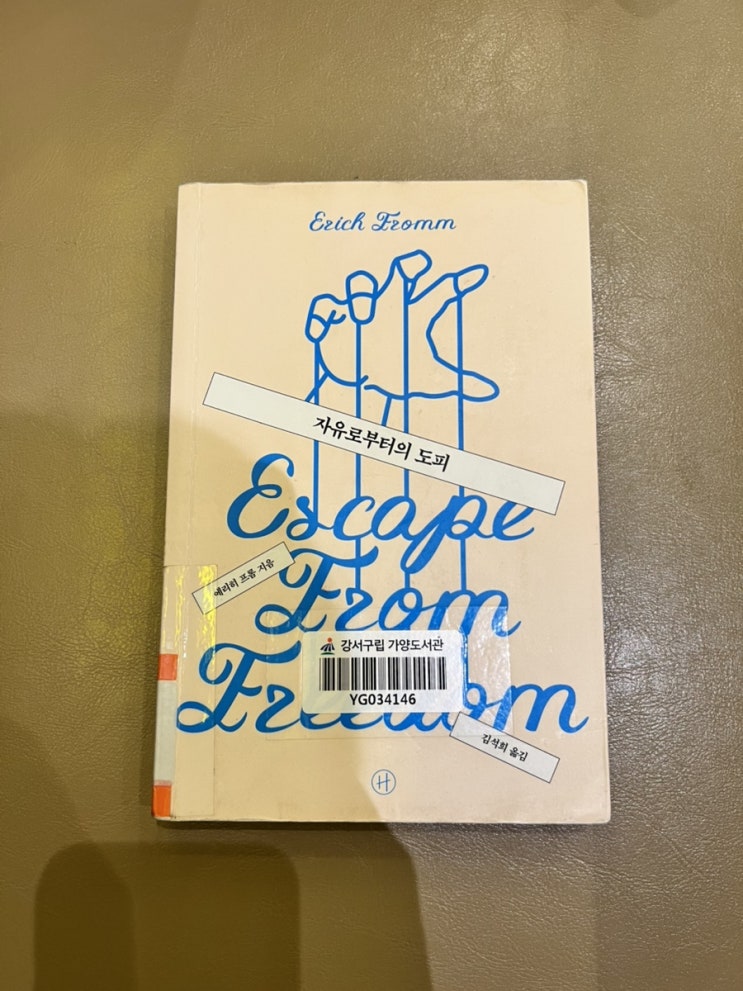 Erich Fromm
자유로부터의 도피
Escape
에리히 프롬 지음
From
강서구립 가양도서관
YG034146
Freedom
김석희 옮김
H